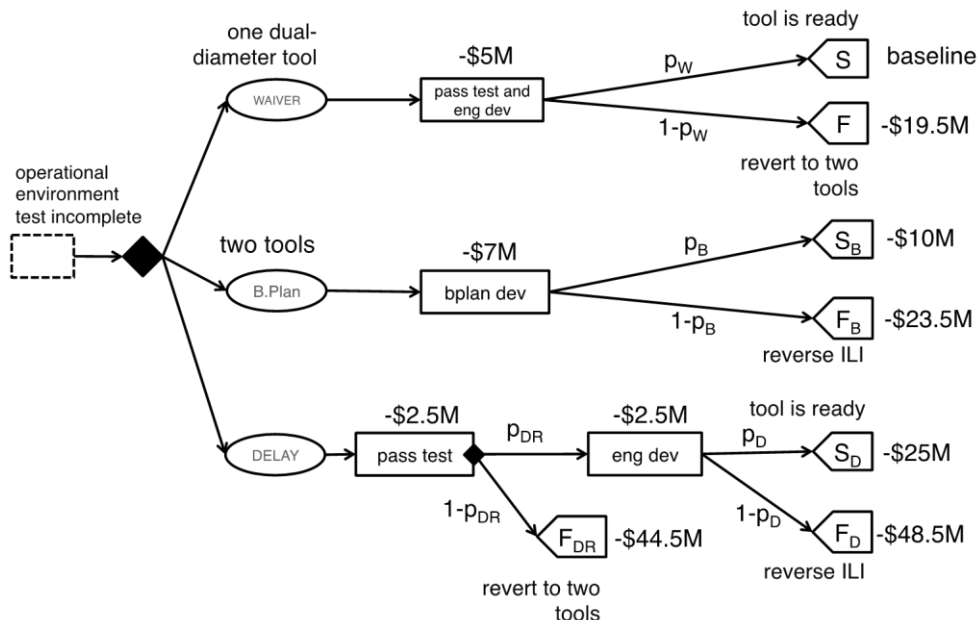 tool is ready
one dual-
diameter tool
-$5M
p_W
S
baseline
WAIVER
pass test and
eng dev
1-p_W
F
-$19.5M
revert to two
tools
operational
environment
test incomplete
two tools
-$7M
p_B
S_B
-$10M
B.Plan
bplan dev
1-p_B
F_B
-$23.5M
reverse ILI
tool is ready
-$2.5M
p_DR
-$2.5M
p_D
S_D
-$25M
DELAY
pass test
eng dev
1-p_DR
F_DR
-$44.5M
1-p_D
F_D
-$48.5M
reverse ILI
revert to two
tools